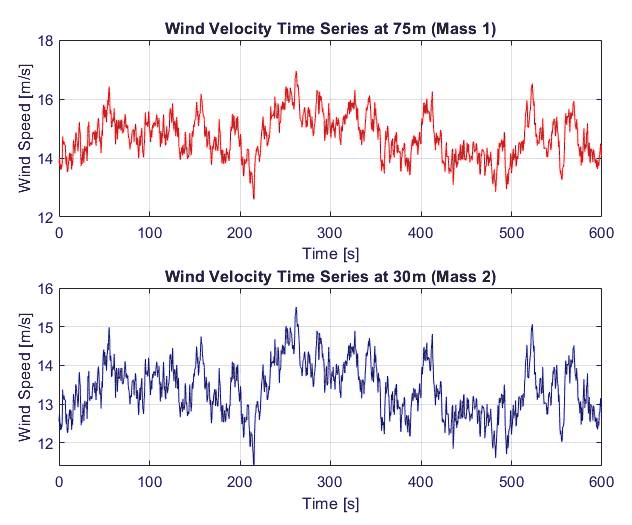 Wind Velocity Time Series at 75m (Mass 1)
18
16
14
12
Wind Speed [m/s]
0 100 200 300 400 500 600
Time [s]
Wind Velocity Time Series at 30m (Mass 2)
16
15
14
13
12
Wind Speed [m/s]
0 100 200 300 400 500 600
Time [s]